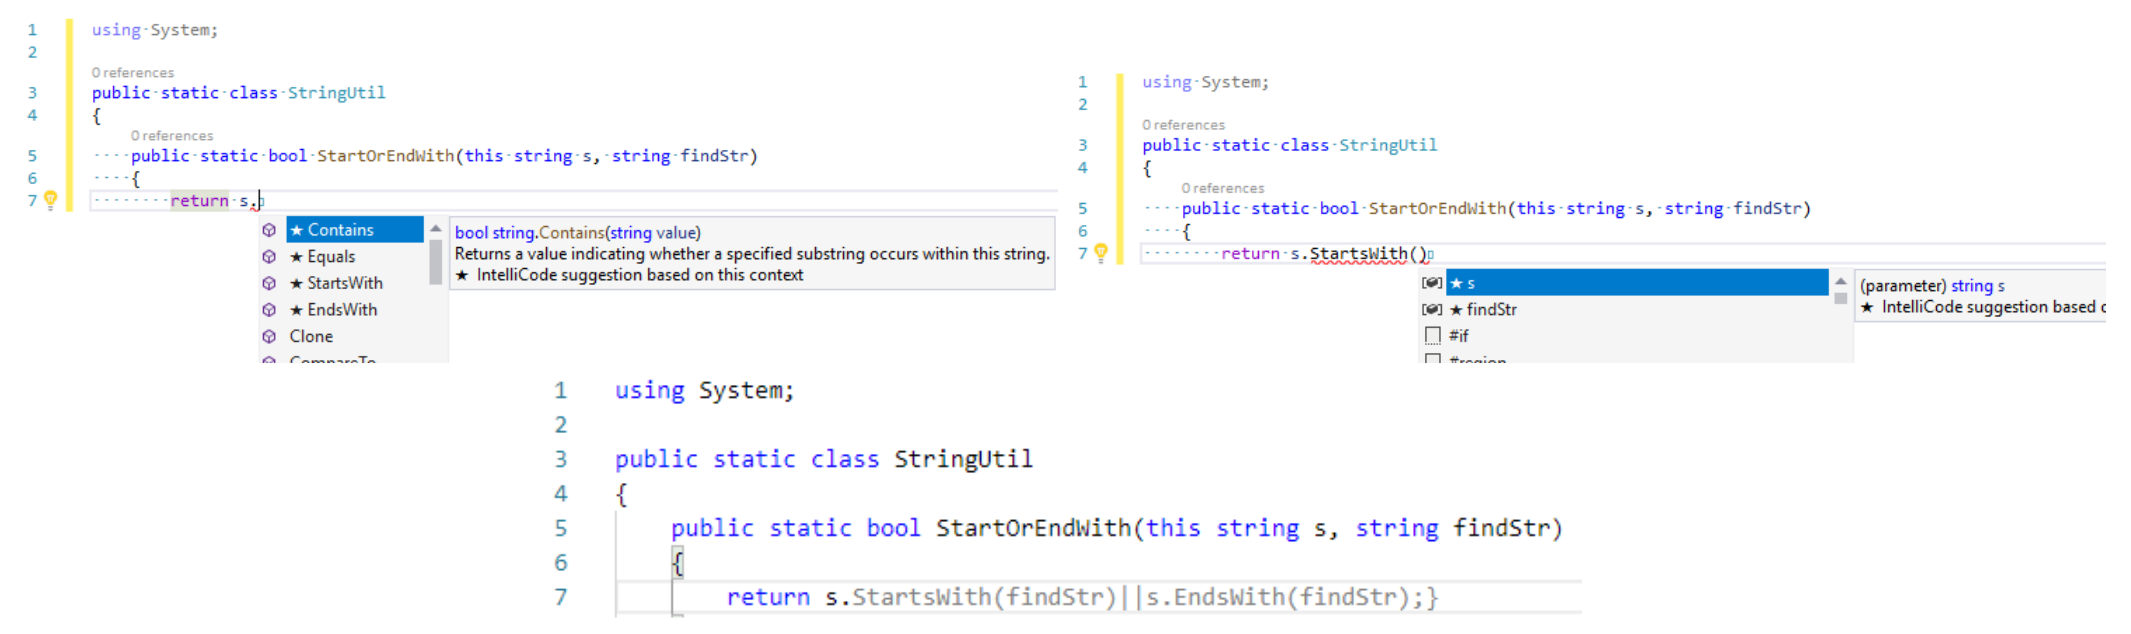 1 using System;
2
0 references
3 public static class StringUtil
4 {
0 references
5 public static bool StartOrEndWith(this string s, string findStr)
6 {
7 return s.
★ Contains
★ Equals
★ StartsWith
★ EndsWith
Clone
CompareTo
bool string.Contains(string value)
Returns a value indicating whether a specified substring occurs within this string.
★ IntelliCode suggestion based on this context
1 using System;
2
0 references
3 public static class StringUtil
4 {
0 references
5 public static bool StartOrEndWith(this string s, string findStr)
6 {
7 return s.StartsWith()
★ s
★ findStr
#if
#region
(parameter) string s
★ IntelliCode suggestion based
1 using System;
2
3 public static class StringUtil
4 {
5 public static bool StartOrEndWith(this string s, string findStr)
6 {
7 return s.StartsWith(findStr)||s.EndsWith(findStr);}